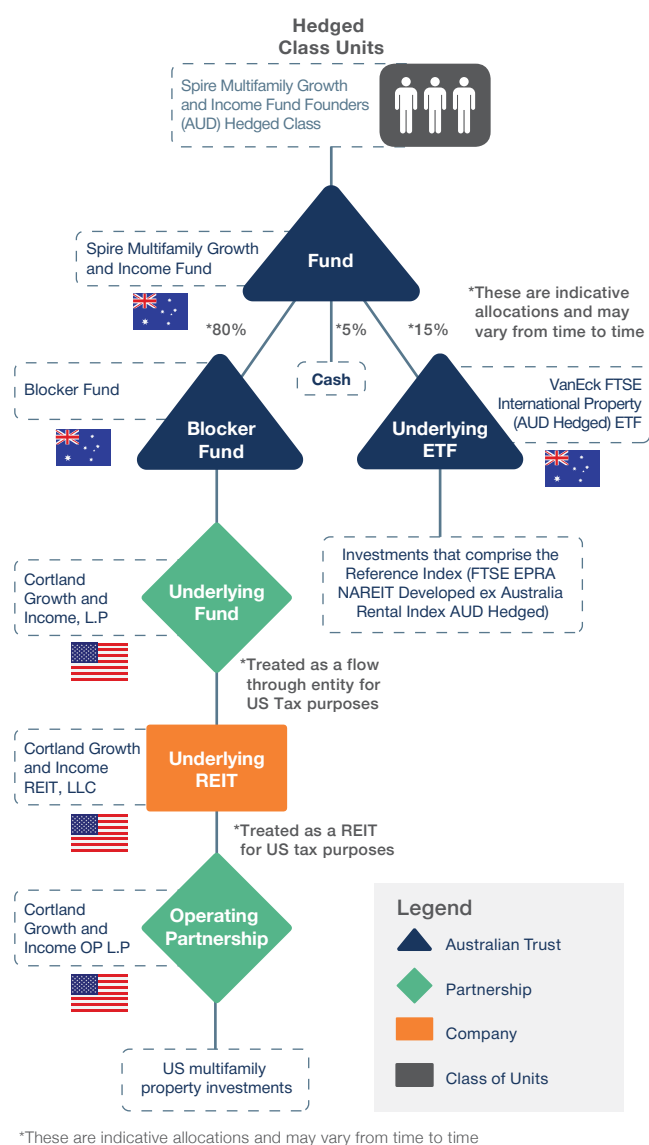 Hedged
Class Units
Spire Multifamily Growth
and Income Fund Founders
(AUD) Hedged Class
Fund
Spire Multifamily Growth
and Income Fund
*80%
*5%
*15%
*These are indicative
allocations and may
vary from time to time
Cash
Blocker Fund
Blocker
Fund
Underlying
ETF
VanEck FTSE
International Property
(AUD Hedged) ETF
Investments that comprise the
Reference Index (FTSE EPRA
NAREIT Developed ex Australia
Rental Index AUD Hedged)
Cortland
Growth and
Income, L.P
Underlying
Fund
*Treated as a flow
through entity for
US Tax purposes
Cortland Growth
and Income
REIT, LLC
Underlying
REIT
*Treated as a REIT
for US tax purposes
Cortland
Growth and
Income OP L.P
Operating
Partnership
US multifamily
property investments
Legend
Australian Trust
Partnership
Company
Class of Units
*These are indicative allocations and may vary from time to time